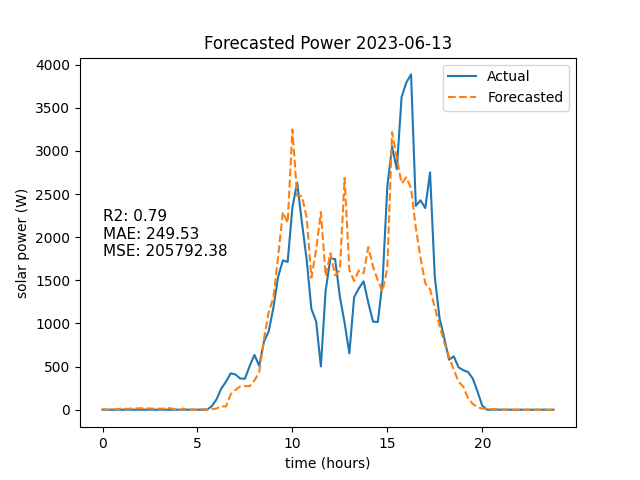 Forecasted Power 2023-06-13
4000
3500
3000
2500
2000
1500
1000
500
0
solar power (W)
Actual
Forecasted
R2: 0.79
MAE: 249.53
MSE: 205792.38
0 5 10 15 20
time (hours)